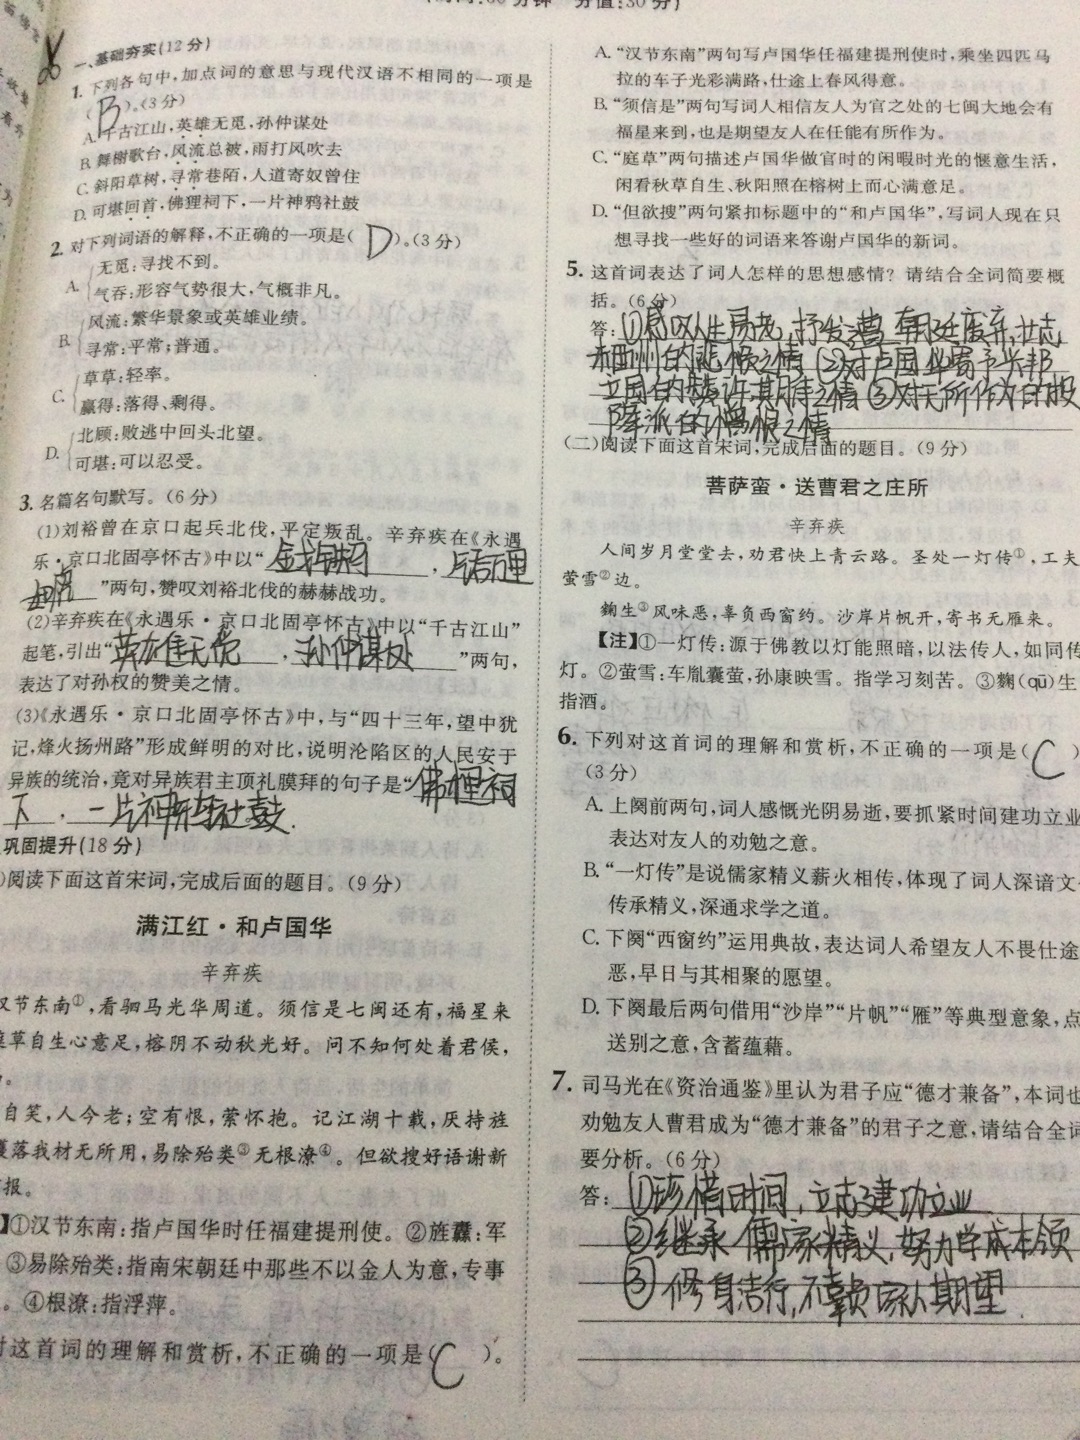 一、基础夯实(12分)
1.下列各句中,加点词的意思与现代汉语不相同的一项是
( B )。(3分)
A.千古江山,英雄无觅,孙仲谋处
B.舞榭歌台,风流总被,雨打风吹去
C.斜阳草树,寻常巷陌,人道寄奴曾住
D.可堪回首,佛狸祠下,一片神鸦社鼓
2.对下列词语的解释,不正确的一项是( D )。(3分)
A.
无觅:寻找不到。
气吞:形容气势很大,气概非凡。
B.
风流:繁华景象或英雄业绩。
寻常:平常;普通。
C.
草草:轻率。
赢得:落得、剩得。
D.
北顾:败逃中回头北望。
可堪:可以忍受。
3.名篇名句默写。(6分)
(1)刘裕曾在京口起兵北伐,平定叛乱。辛弃疾在《永遇
乐·京口北固亭怀古》中以“金戈铁马,气吞万里
如虎”两句,赞叹刘裕北伐的赫赫战功。
(2)辛弃疾在《永遇乐·京口北固亭怀古》中以“千古江山”
起笔,引出“英雄无觅,孙仲谋处”两句,
表达了对孙权的赞美之情。
(3)《永遇乐·京口北固亭怀古》中,与“四十三年,望中犹
记,烽火扬州路”形成鲜明的对比,说明沦陷区的人民安于
异族的统治,竟对异族君主顶礼膜拜的句子是“佛狸祠
下,一片神鸦社鼓.
巩固提升(18分)
)阅读下面这首宋词,完成后面的题目。(9分)
满江红·和卢国华
辛弃疾
汉节东南①,看驷马光华周道。须信是七闽还有,福星来
草自生心意足,榕阴不动秋光好。问不知何处着君侯,
自笑,人今老;空有恨,萦怀抱。记江湖十载,厌持旌
落我材无所用,易除殆类③无根潦④。但欲搜好语谢新
报。
】①汉节东南:指卢国华时任福建提刑使。②旌纛:军
③易除殆类:指南宋朝廷中那些不以金人为意,专事
。④根潦:指浮萍。
对这首词的理解和赏析,不正确的一项是( C )。
A.“汉节东南”两句写卢国华任福建提刑使时,乘坐四匹马
拉的车子光彩满路,仕途上春风得意。
B.“须信是”两句写词人相信友人为官之处的七闽大地会有
福星来到,也是期望友人在任能有所作为。
C.“庭草”两句描述卢国华做官时的闲暇时光的惬意生活,
闲看秋草自生、秋阳照在榕树上而心满意足。
D.“但欲搜”两句紧扣标题中的“和卢国华”,写词人现在只
想寻找一些好的词语来答谢卢国华的新词。
5.这首词表达了词人怎样的思想感情?请结合全词简要概
括。(6分)
答:①感叹人生易老,抒发遭朝廷废弃,壮志
未酬的悲恨之情 ②对卢国华寄予兴邦
立国的赞许期待之情 ③对无所作为的投
降派的憎恨之情
(二)阅读下面这首宋词,完成后面的题目。(9分)
菩萨蛮·送曹君之庄所
辛弃疾
人间岁月堂堂去,劝君快上青云路。圣处一灯传①,工夫
萤雪②边。
麴生③风味恶,辜负西窗约。沙岸片帆开,寄书无雁来。
【注】①一灯传:源于佛教以灯能照暗,以法传人,如同传
灯。②萤雪:车胤囊萤,孙康映雪。指学习刻苦。③麴(qū)生
指酒。
6.下列对这首词的理解和赏析,不正确的一项是( C
(3分)
A.上阕前两句,词人感慨光阴易逝,要抓紧时间建功立业
表达对友人的劝勉之意。
B.“一灯传”是说儒家精义薪火相传,体现了词人深谙文
传承精义,深通求学之道。
C.下阕“西窗约”运用典故,表达词人希望友人不畏仕途
恶,早日与其相聚的愿望。
D.下阕最后两句借用“沙岸”“片帆”“雁”等典型意象,点
送别之意,含蓄蕴藉。
7.司马光在《资治通鉴》里认为君子应“德才兼备”,本词也
劝勉友人曹君成为“德才兼备”的君子之意,请结合全词
要分析。(6分)
答:①珍惜时间,立志建功立业
②继承儒家精义,努力学成本领
③修身洁行,不辜负家人期望.